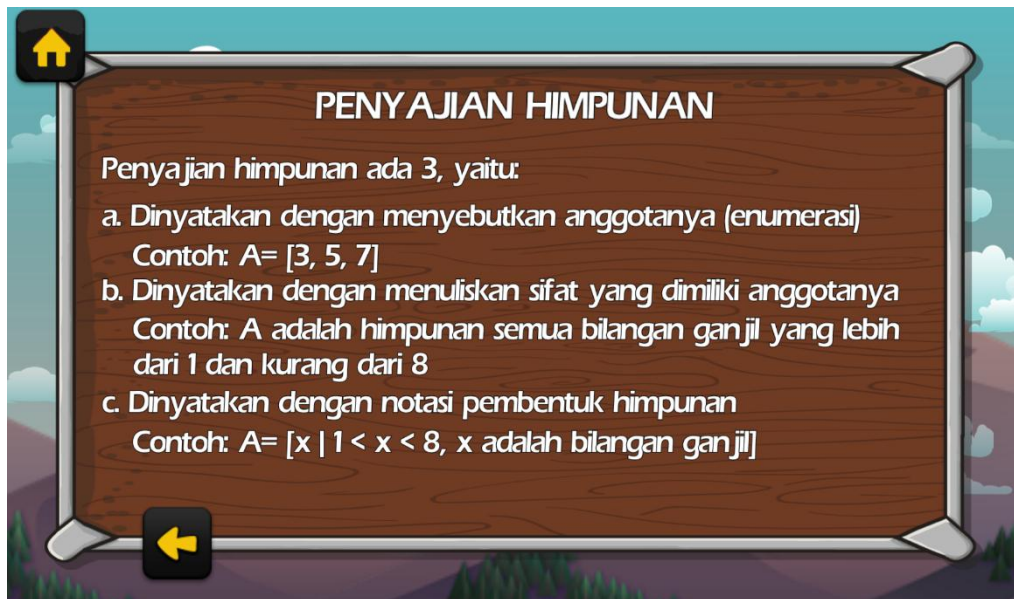 PENYAJIAN HIMPUNAN
Penyajian himpunan ada 3, yaitu:
a. Dinyatakan dengan menyebutkan anggotanya (enumerasi)
Contoh: A= [3, 5, 7]
b. Dinyatakan dengan menuliskan sifat yang dimiliki anggotanya
Contoh: A adalah himpunan semua bilangan ganjil yang lebih
dari 1 dan kurang dari 8
c. Dinyatakan dengan notasi pembentuk himpunan
Contoh: A= [x | 1 < x < 8, x adalah bilangan ganjil]